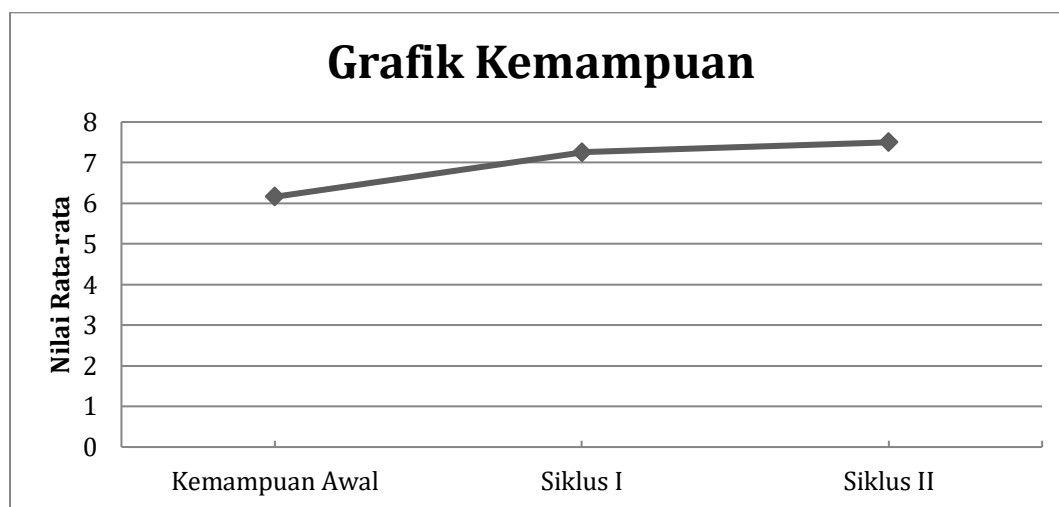 Grafik Kemampuan
Nilai Rata-rata
8
7
6
5
4
3
2
1
0
Kemampuan Awal
Siklus I
Siklus II